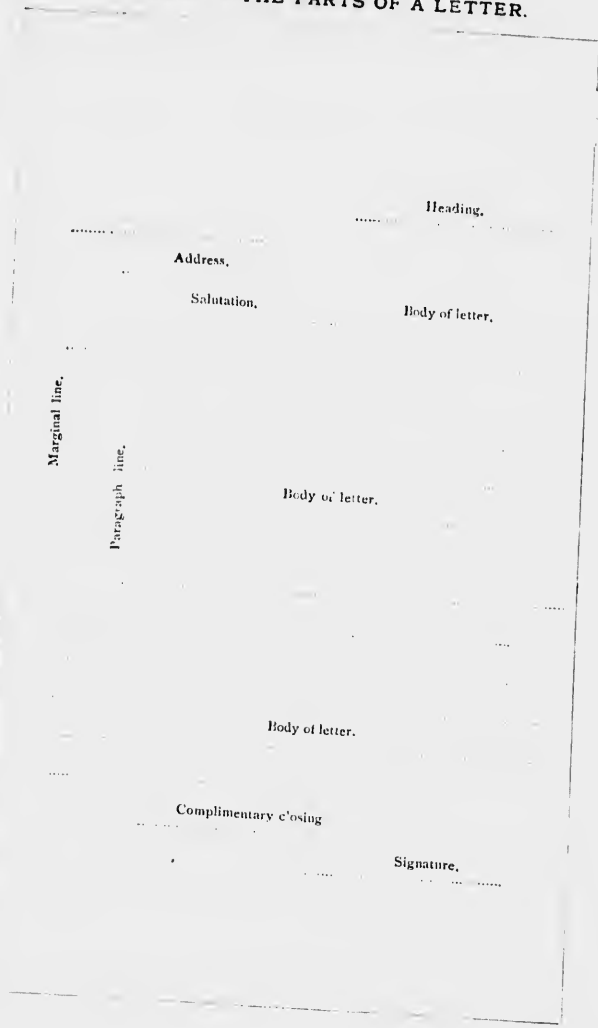 THE PARTS OF A LETTER.
Heading.
Address.
Salutation.
Body of letter.
Marginal line.
Paragraph line.
Body of letter.
Body of letter.
Complimentary closing
Signature.